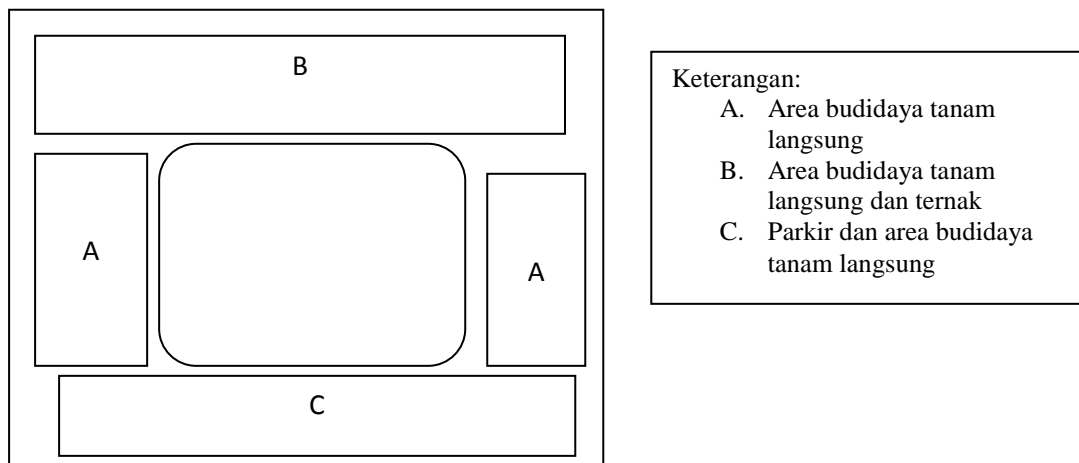 B
A
A
C
Keterangan:
A. Area budidaya tanam
langsung
B. Area budidaya tanam
langsung dan ternak
C. Parkir dan area budidaya
tanam langsung